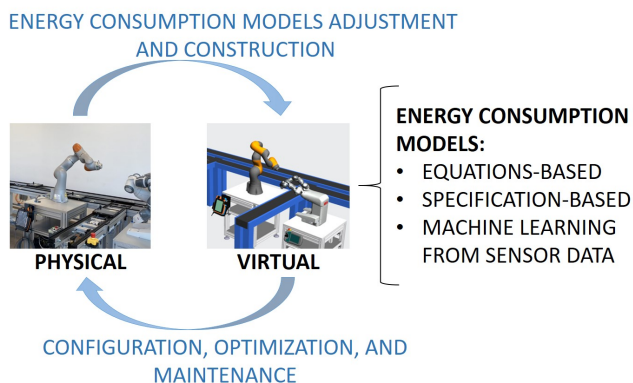 ENERGY CONSUMPTION MODELS ADJUSTMENT
AND CONSTRUCTION
ENERGY CONSUMPTION
MODELS:
• EQUATIONS-BASED
• SPECIFICATION-BASED
• MACHINE LEARNING
FROM SENSOR DATA
PHYSICAL
VIRTUAL
CONFIGURATION, OPTIMIZATION, AND
MAINTENANCE